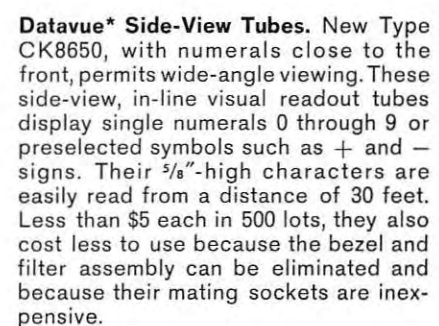 Datavue* Side-View Tubes. New Type
CK8650, with numerals close to the
front, permits wide-angle viewing. These
side-view, in-line visual readout tubes
display single numerals 0 through 9 or
preselected symbols such as + and —
signs. Their 5/8"-high characters are
easily read from a distance of 30 feet.
Less than $5 each in 500 lots, they also
cost less to use because the bezel and
filter assembly can be eliminated and
because their mating sockets are inex-
pensive.